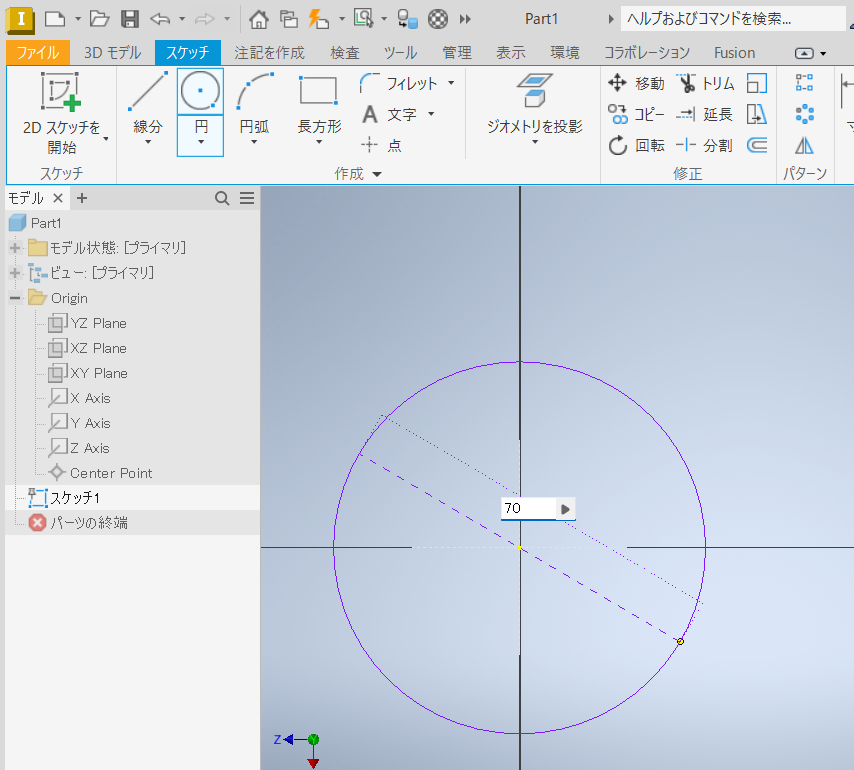 I Part1 ヘルプおよびコマンドを検索...
ファイル 3D モデル スケッチ 注記を作成 検査 ツール 管理 表示 環境 コラボレーション Fusion
2D スケッチを
開始
線分
円
円弧
長方形
フィレット
A 文字
点
ジオメトリを投影
移動 トリム
コピー 延長
回転 分割
スケッチ 作成 修正 パターン
モデル
Part1
モデル状態: [プライマリ]
ビュー: [プライマリ]
Origin
YZ Plane
XZ Plane
XY Plane
X Axis
Y Axis
Z Axis
Center Point
スケッチ1
パーツの終端
70
Z Y